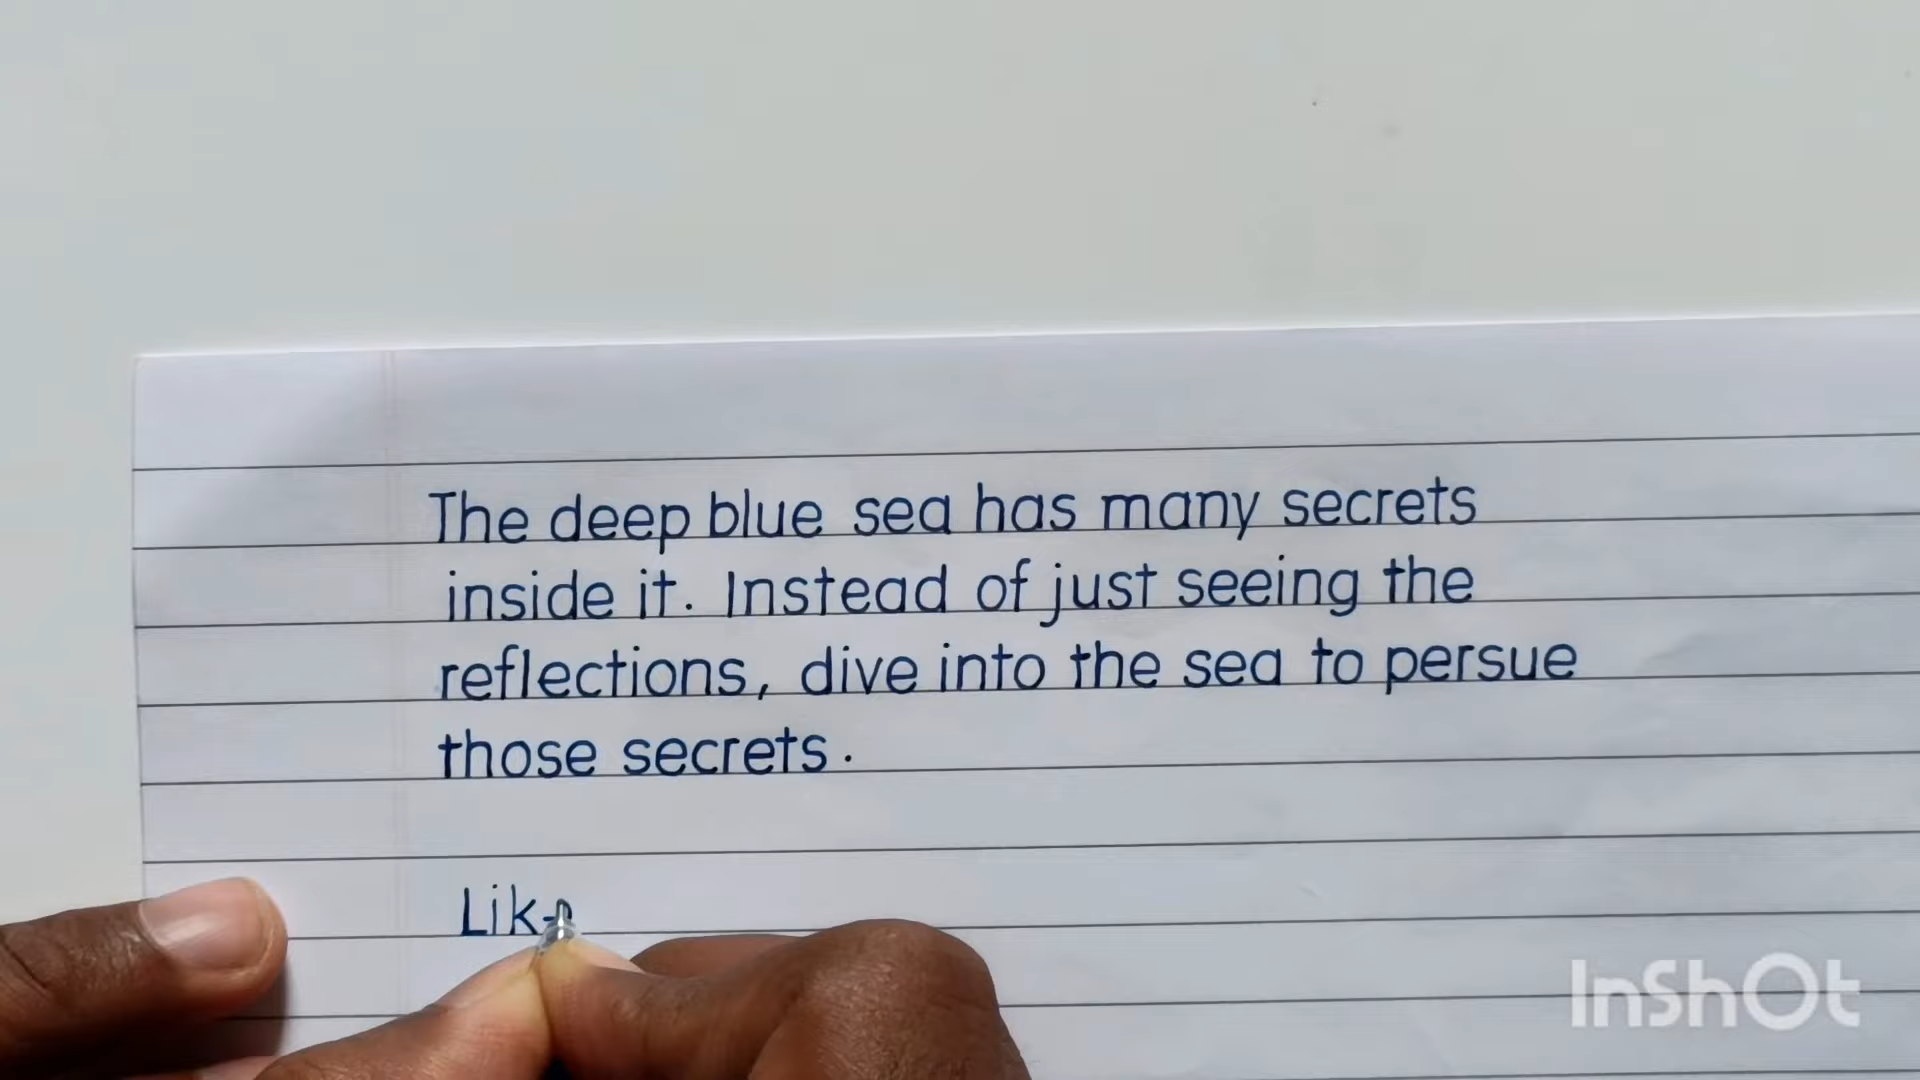 The deep blue sea has many secrets
inside it. Instead of just seeing the
reflections, dive into the sea to persue
those secrets.
InShOt